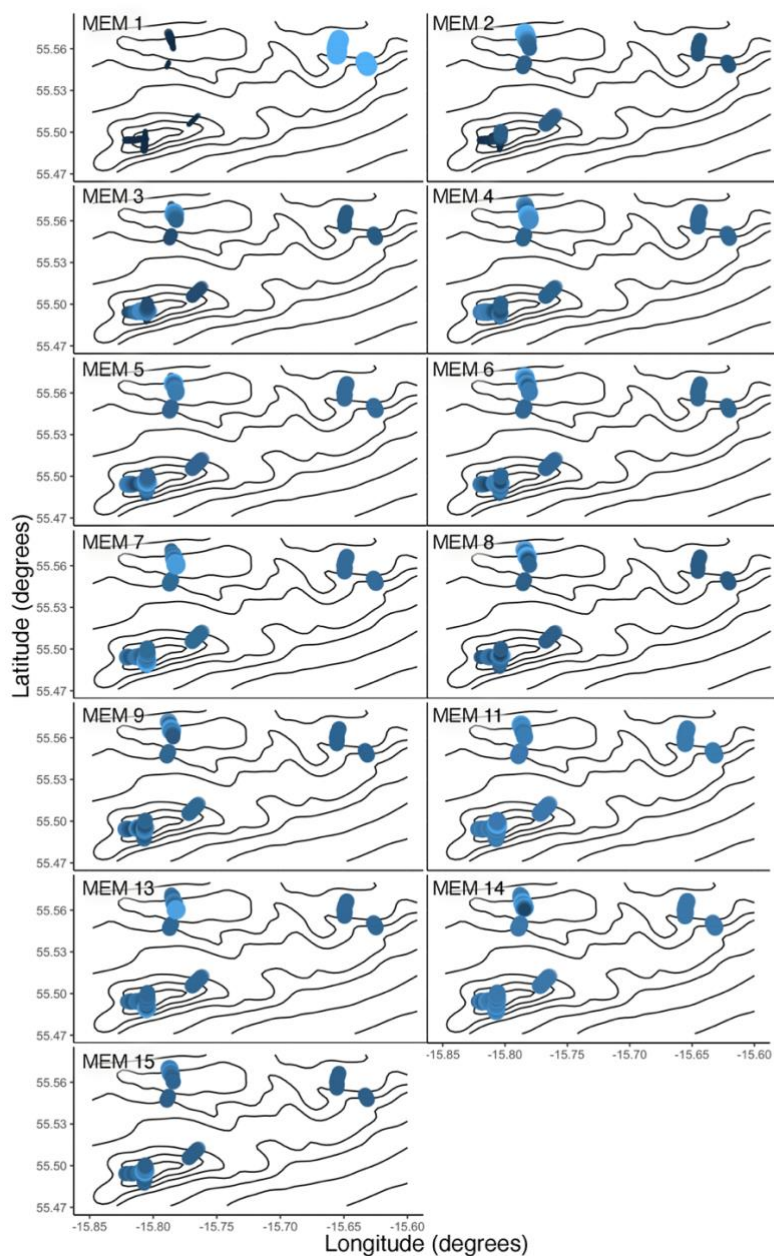 MEM 1
MEM 2
55.56
55.53
55.50
55.47
MEM 3
MEM 4
55.56
55.53
55.50
55.47
MEM 5
MEM 6
55.56
55.53
55.50
55.47
MEM 7
MEM 8
55.56
55.53
55.50
55.47
MEM 9
MEM 11
55.56
55.53
55.50
55.47
MEM 13
MEM 14
55.56
55.53
55.50
55.47
-15.85 -15.80 -15.75 -15.70 -15.65 -15.60
MEM 15
55.56
55.53
55.50
55.47
-15.85 -15.80 -15.75 -15.70 -15.65 -15.60
Latitude (degrees)
Longitude (degrees)